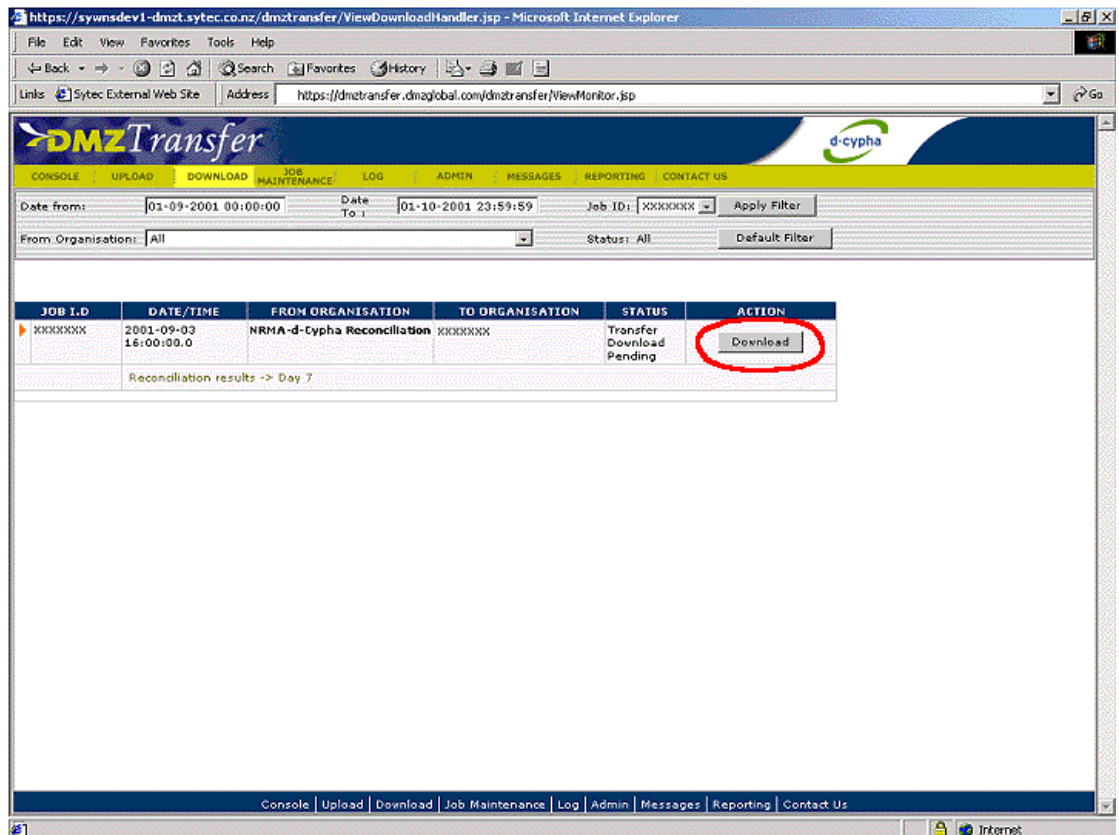 https://sywnsdev1-dmzt.sytec.co.nz/dmztransfer/ViewDownloadHandler.jsp - Microsoft Internet Explorer
File Edit View Favorites Tools Help
Back Search Favorites History
Links Sytec External Web Site Address https://dmztransfer.dmzglobal.com/dmztransfer/ViewMonitor.jsp Go
DMZTransfer d-cypha
CONSOLE UPLOAD DOWNLOAD JOB MAINTENANCE LOG ADMIN MESSAGES REPORTING CONTACT US
Date from: 01-09-2001 00:00:00 Date To : 01-10-2001 23:59:59 Job ID: XXXXXXX Apply Filter
From Organisation: All Status: All Default Filter
JOB I.D DATE/TIME FROM ORGANISATION TO ORGANISATION STATUS ACTION
XXXXXXX 2001-09-03 NRMA-d-Cypha Reconciliation XXXXXXX Transfer Download
16:00:00.0 Download
Pending
Reconciliation results -> Day 7
Console | Upload | Download | Job Maintenance | Log | Admin | Messages | Reporting | Contact Us
Internet